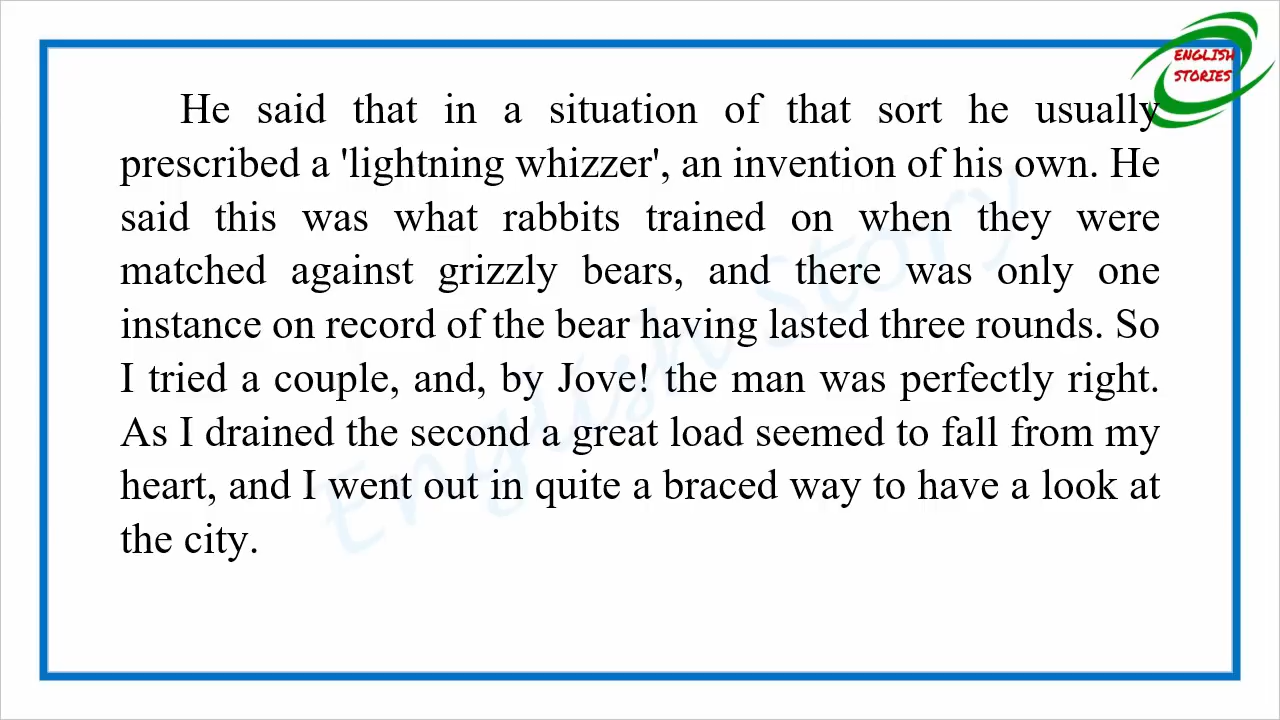 ENGLISH
STORIES
He said that in a situation of that sort he usually
prescribed a 'lightning whizzer', an invention of his own. He
said this was what rabbits trained on when they were
matched against grizzly bears, and there was only one
instance on record of the bear having lasted three rounds. So
I tried a couple, and, by Jove! the man was perfectly right.
As I drained the second a great load seemed to fall from my
heart, and I went out in quite a braced way to have a look at
the city.
English Story